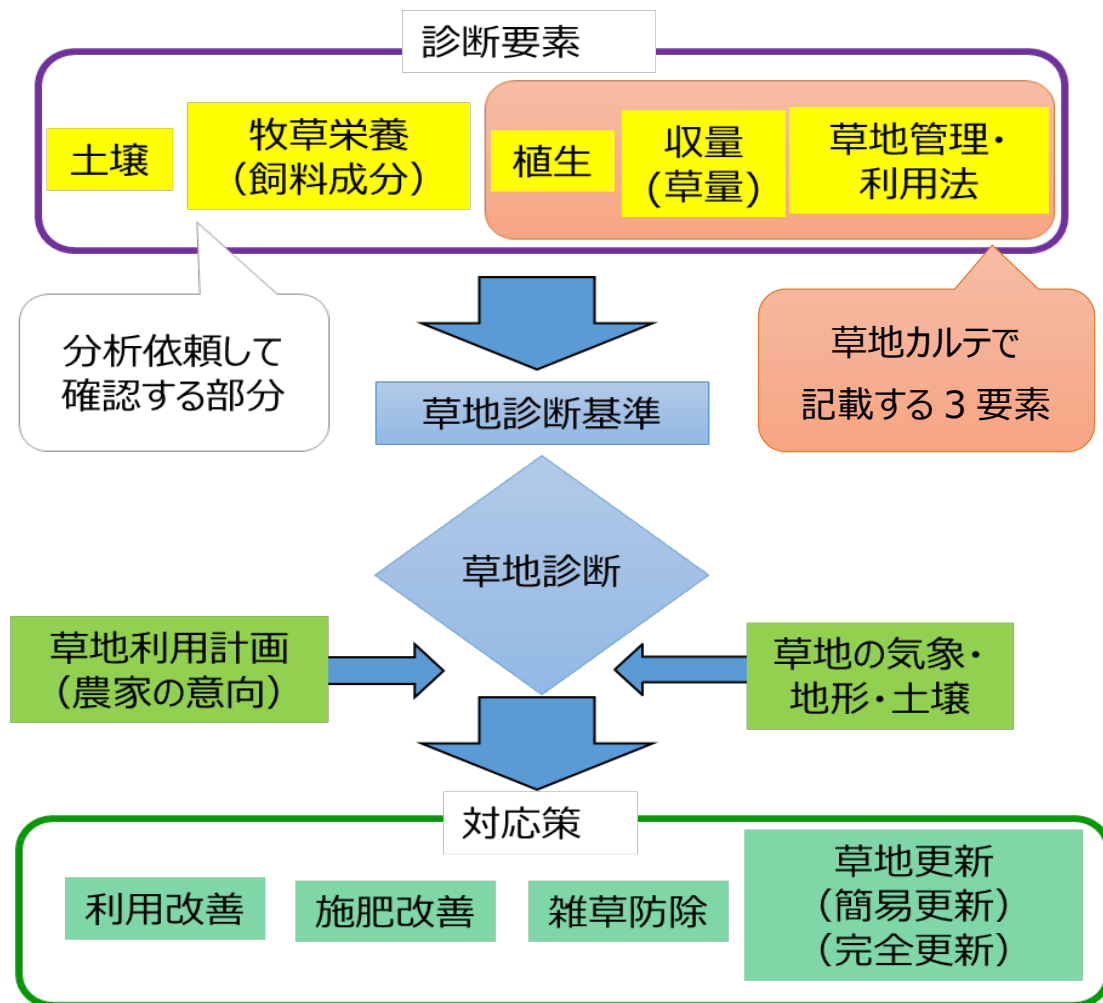 診断要素
土壌
牧草栄養
（飼料成分）
植生
収量
(草量)
草地管理・
利用法
分析依頼して
確認する部分
草地カルテで
記載する3要素
草地診断基準
草地診断
草地利用計画
（農家の意向）
草地の気象・
地形・土壌
対応策
利用改善
施肥改善
雑草防除
草地更新
（簡易更新）
（完全更新）